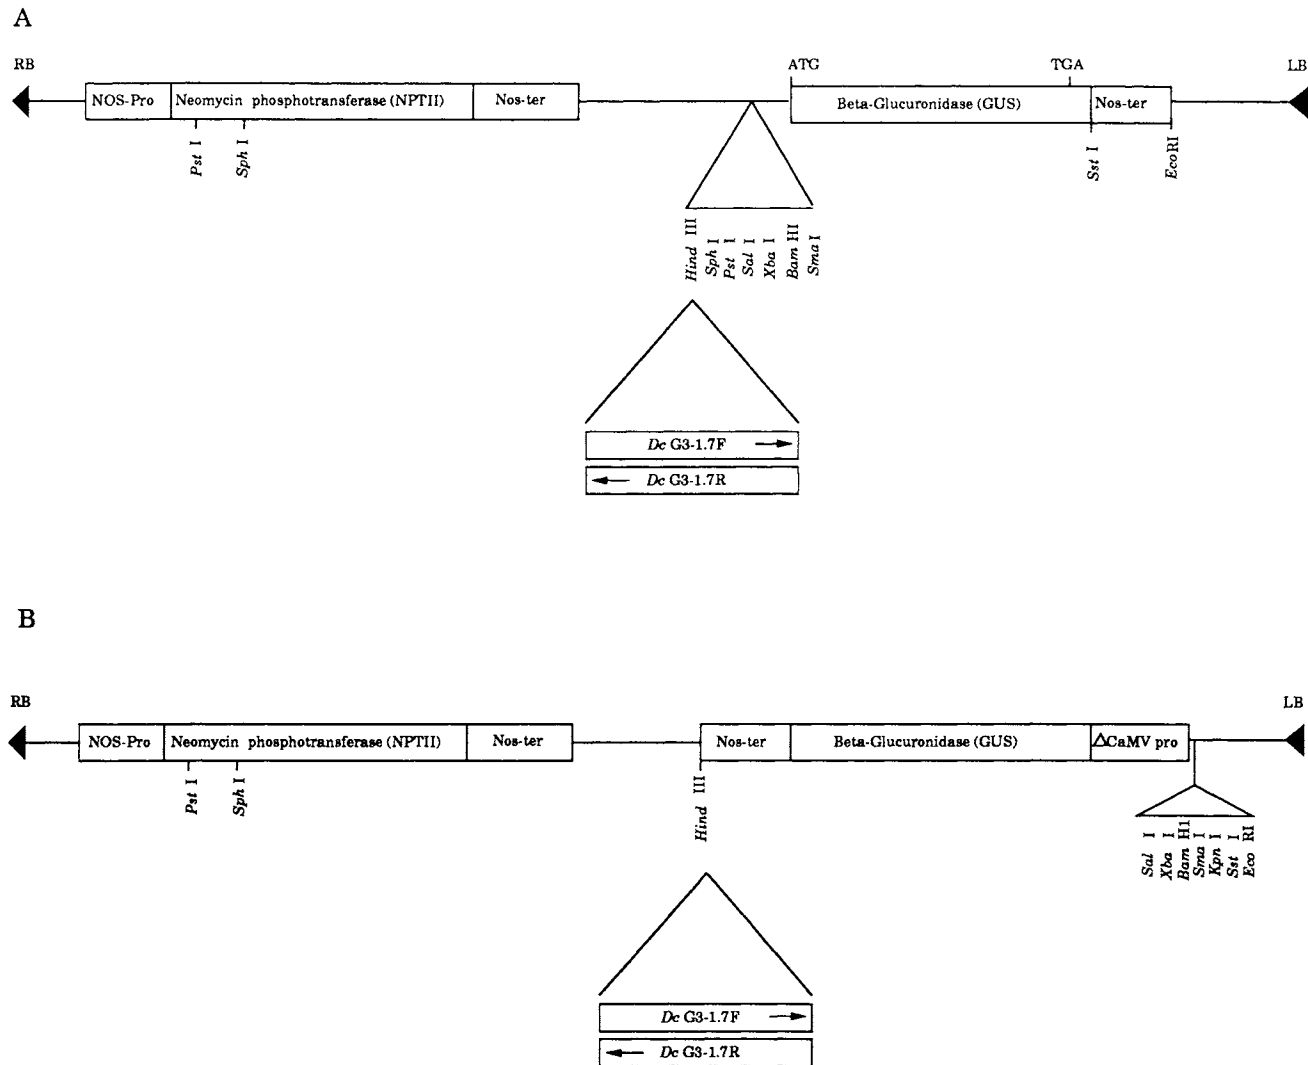 A
RB
ATG
TGA
LB
NOS-Pro
Neomycin phosphotransferase (NPTII)
Nos-ter
Beta-Glucuronidase (GUS)
Nos-ter
Pst I
Sph I
Sst I
EcoRI
Hind III
Sph I
Pst I
Sal I
Xba I
Bam HI
Sma I
Dc G3-1.7F
Dc G3-1.7R
B
RB
LB
NOS-Pro
Neomycin phosphotransferase (NPTII)
Nos-ter
Nos-ter
Beta-Glucuronidase (GUS)
ΔCaMV pro
Pst I
Sph I
Hind III
Sal I
Xba I
Bam H1
Sma I
Kpn I
Sst I
Eco RI
Dc G3-1.7F
Dc G3-1.7R